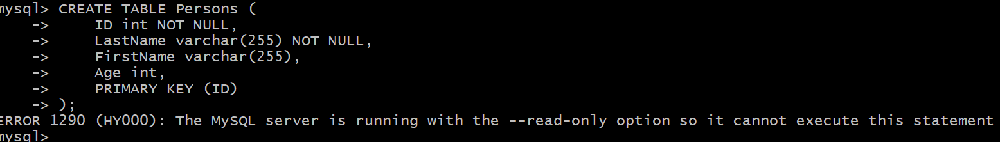 mysql> CREATE TABLE Persons (
    ->     ID int NOT NULL,
    ->     LastName varchar(255) NOT NULL,
    ->     FirstName varchar(255),
    ->     Age int,
    ->     PRIMARY KEY (ID)
    -> );
ERROR 1290 (HY000): The MySQL server is running with the --read-only option so it cannot execute this statement
mysql>